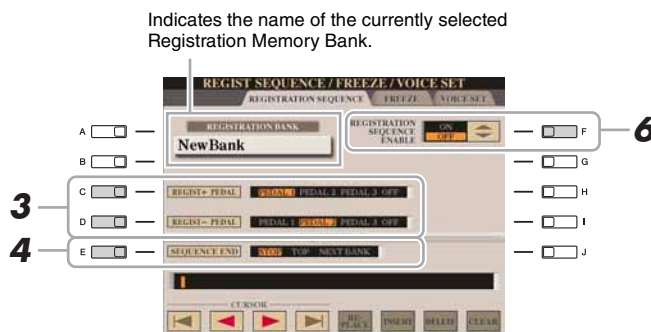 Indicates the name of the currently selected
Registration Memory Bank.
REGIST SEQUENCE / FREEZE / VOICE SET
REGISTRATION SEQUENCE FREEZE VOICE SET
REGISTRATION BANK
NewBank
REGISTRATION
SEQUENCE
ENABLE
ON
OFF
6
A
B
C
D
E
F
G
H
I
J
3
REGIST+ PEDAL PEDAL 1 PEDAL 2 PEDAL 3 OFF
REGIST- PEDAL PEDAL 1 PEDAL 2 PEDAL 3 OFF
4
SEQUENCE END STOP TOP NEXT BANK
CURSOR
RE-
PLACE
INSERT
DELETE
CLEAR